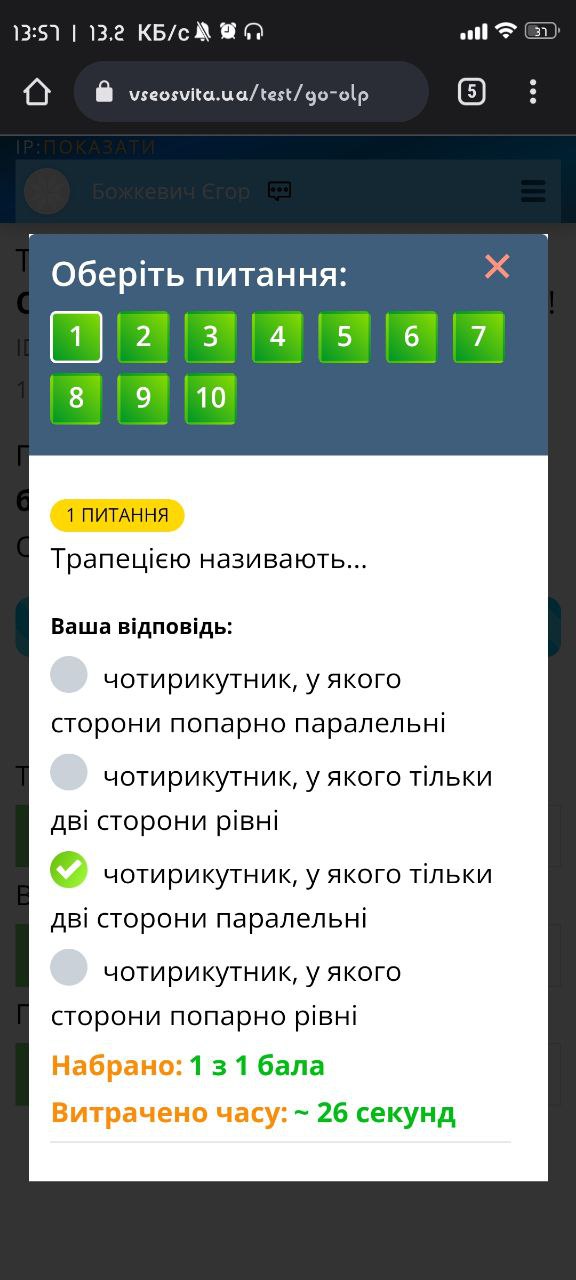 13:57 | 13.2 КБ/с
37
vseosvita.ua/test/go-olp
5
ІР:ПОКАЗАТИ
Божкевич Єгор
Оберіть питання:
1 2 3 4 5 6 7
8 9 10
1 ПИТАННЯ
Трапецією називають...
Ваша відповідь:
чотирикутник, у якого
сторони попарно паралельні
чотирикутник, у якого тільки
дві сторони рівні
чотирикутник, у якого тільки
дві сторони паралельні
чотирикутник, у якого
сторони попарно рівні
Набрано: 1 з 1 бала
Витрачено часу: ~ 26 секунд